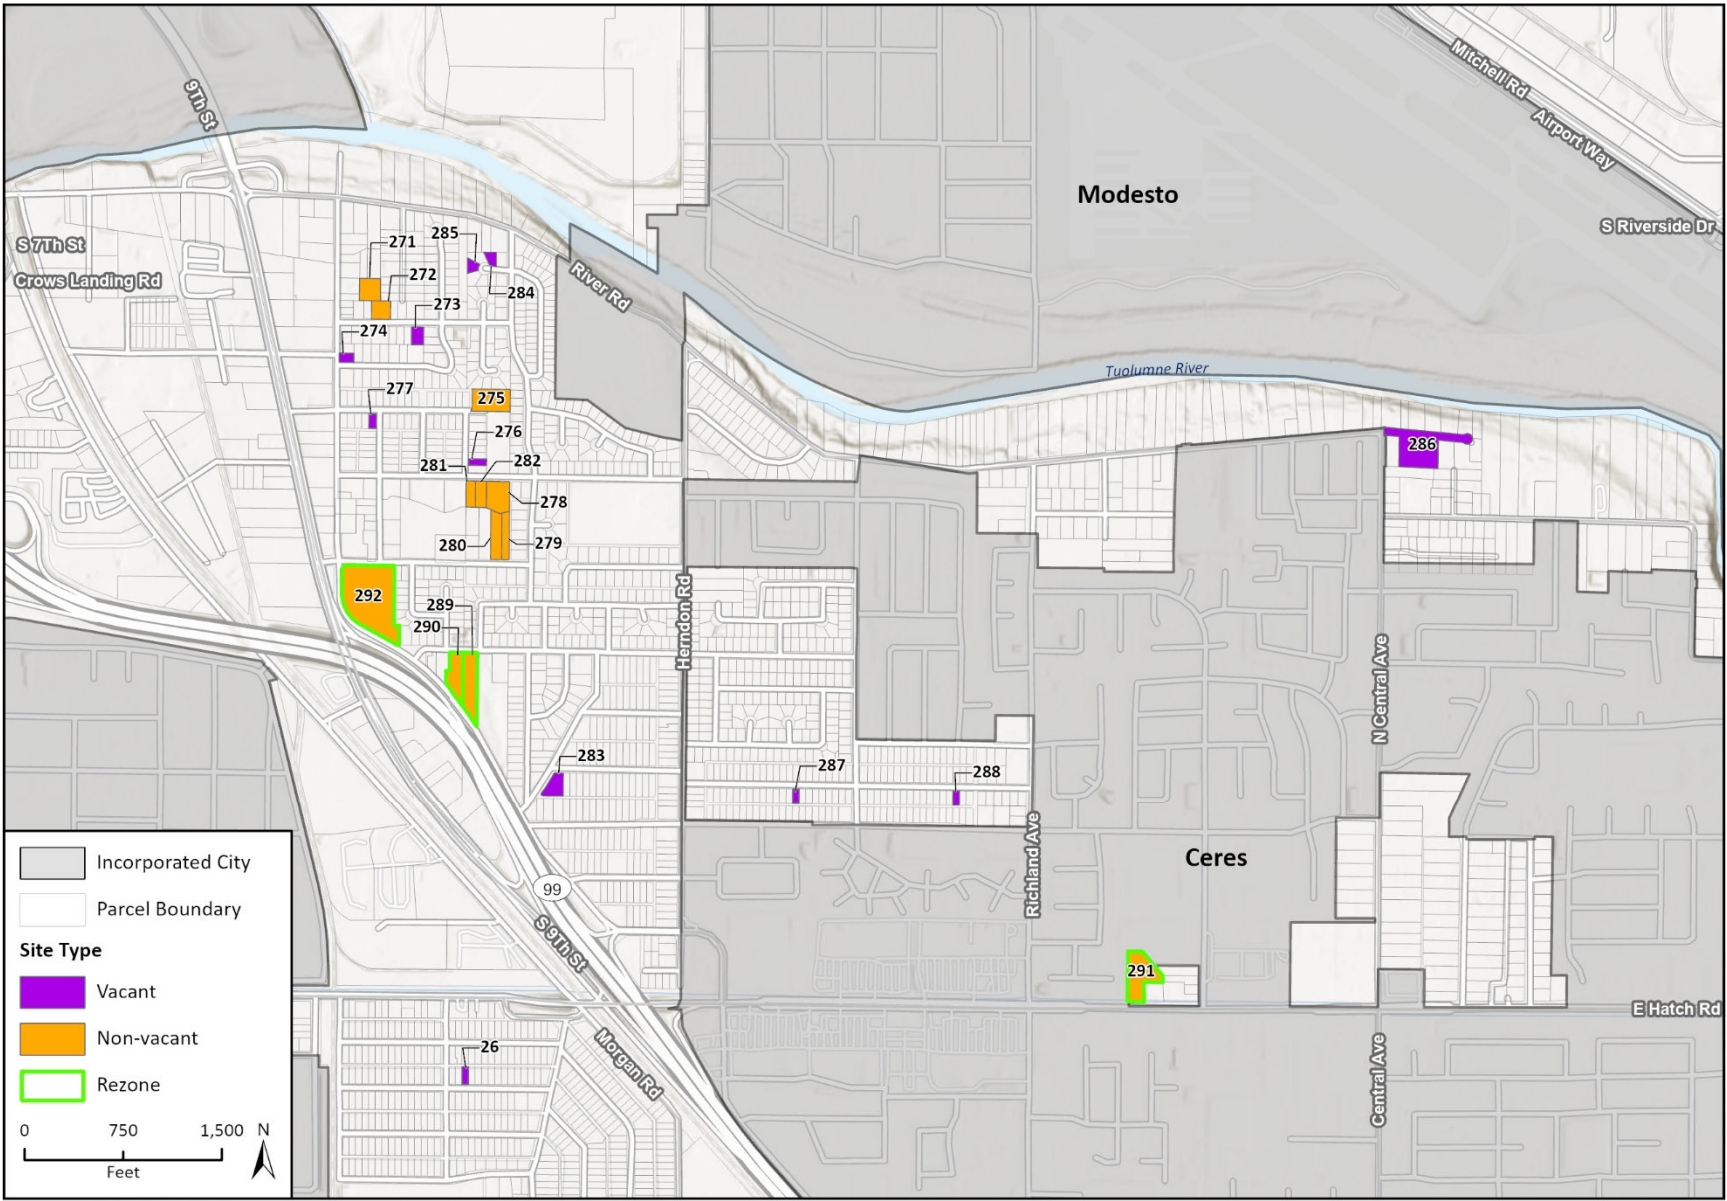 Mitchell Rd
Airport Way
9Th St
Modesto
S Riverside Dr
S 7Th St
271
285
Crows Landing Rd
272
River Rd
284
273
274
Tuolumne River
277
275
276
286
281
282
278
280
279
292
289
290
Herndon Rd
N Central Ave
283
287
288
Richland Ave
Ceres
99
S 9Th St
291
E Hatch Rd
Morgan Rd
26
Central Ave
Incorporated City
Parcel Boundary
Site Type
Vacant
Non-vacant
Rezone
0 750 1,500 N
Feet